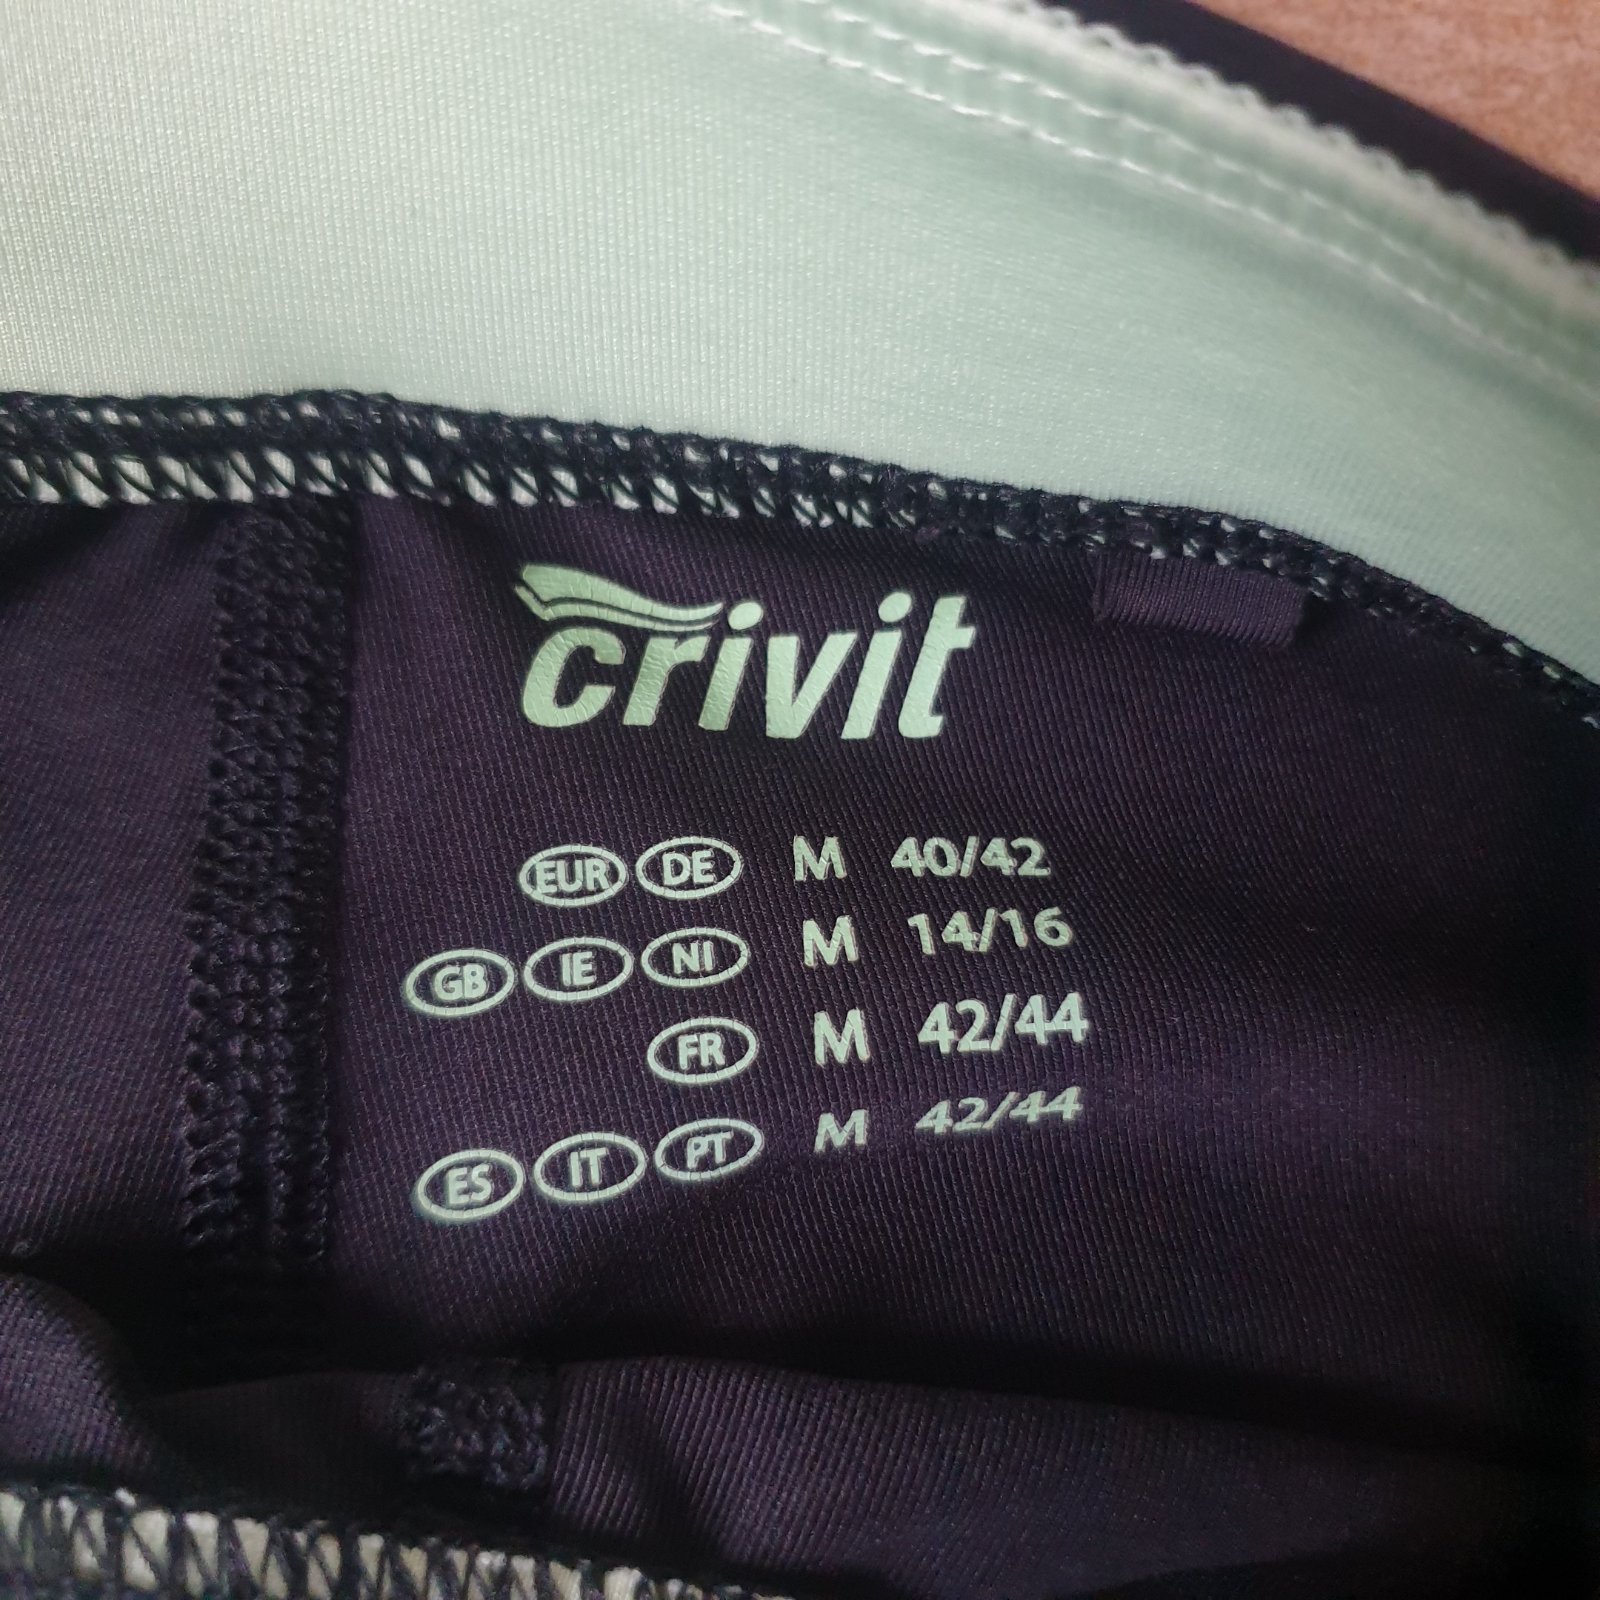 crivit
EUR DE M 40/42
GB IE NI M 14/16
FR M 42/44
ES IT PT M 42/44